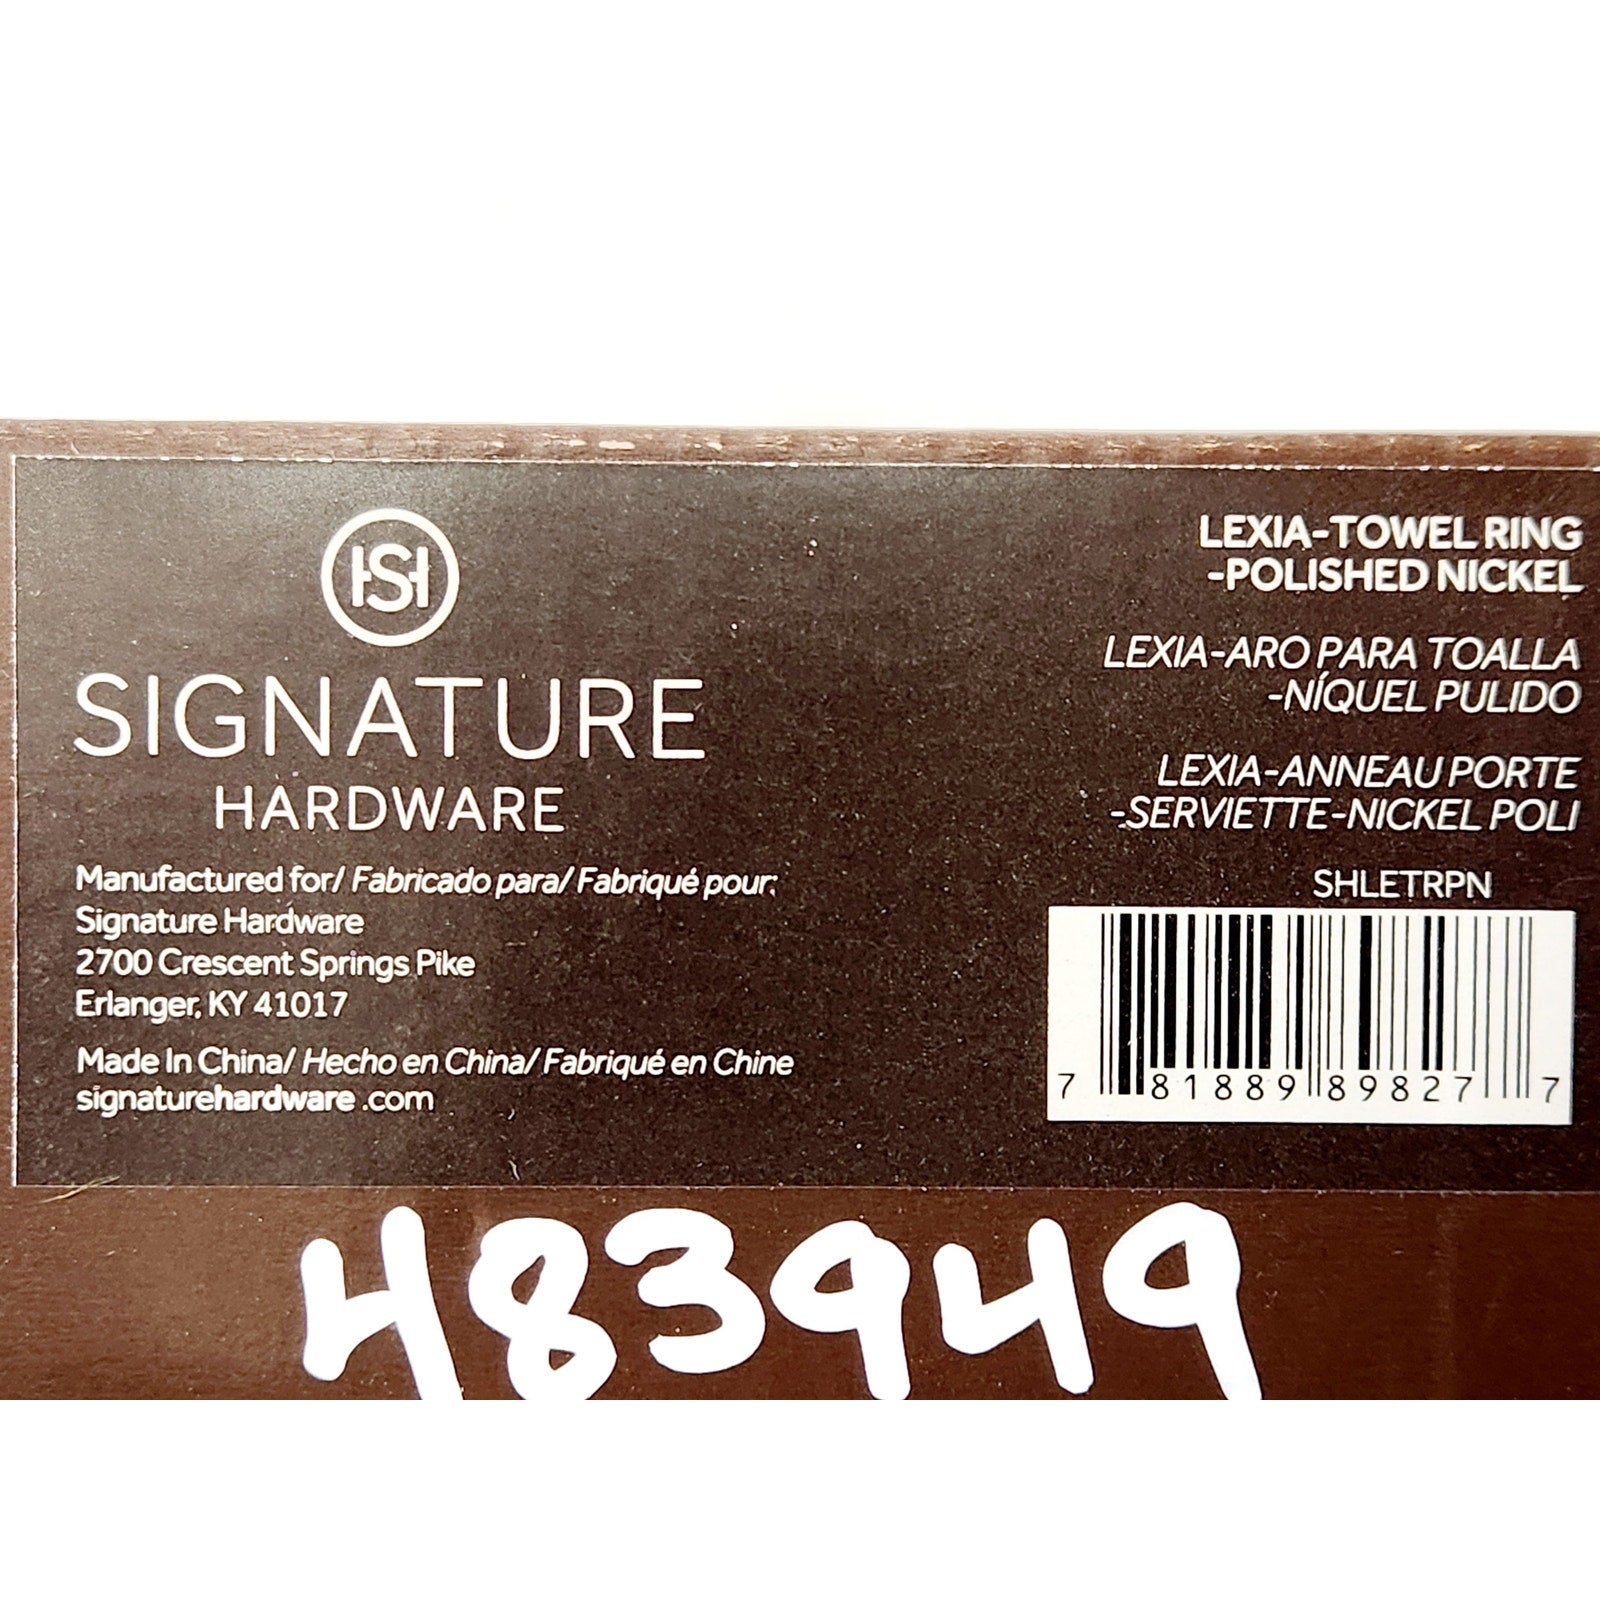 HSH
SIGNATURE
HARDWARE
Manufactured for/ Fabricado para/ Fabriqué pour:
Signature Hardware
2700 Crescent Springs Pike
Erlanger, KY 41017
Made In China/ Hecho en China/ Fabriqué en Chine
signaturehardware .com
LEXIA-TOWEL RING
-POLISHED NICKEL
LEXIA-ARO PARA TOALLA
-NÍQUEL PULIDO
LEXIA-ANNEAU PORTE
-SERVIETTE-NICKEL POLI
SHLETRPN
7 81889 89827 7
483949